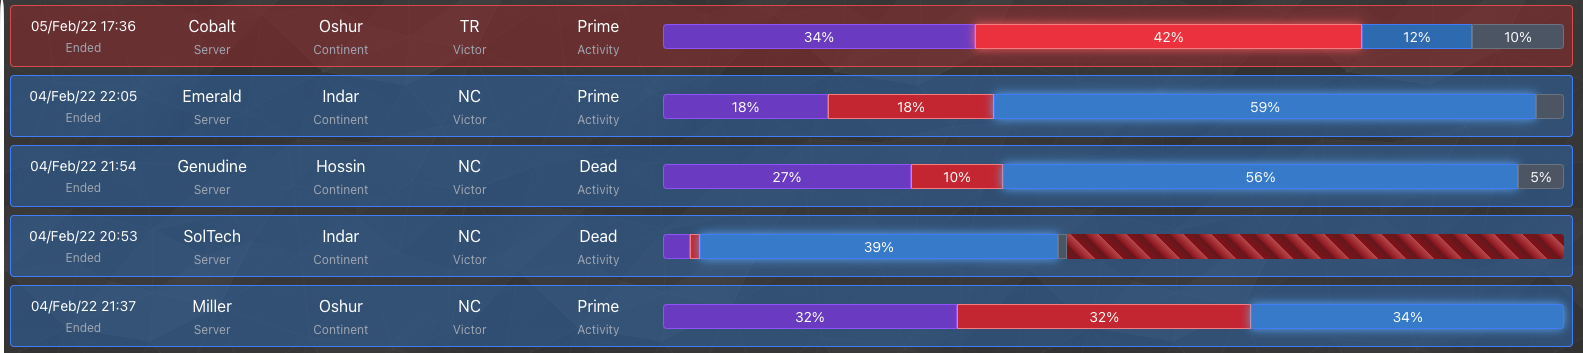 05/Feb/22 17:36 Cobalt Oshur TR Prime 34% 42% 12% 10%
Ended Server Continent Victor Activity
04/Feb/22 22:05 Emerald Indar NC Prime 18% 18% 59%
Ended Server Continent Victor Activity
04/Feb/22 21:54 Genudine Hossin NC Dead 27% 10% 56% 5%
Ended Server Continent Victor Activity
04/Feb/22 20:53 SolTech Indar NC Dead 39%
Ended Server Continent Victor Activity
04/Feb/22 21:37 Miller Oshur NC Prime 32% 32% 34%
Ended Server Continent Victor Activity